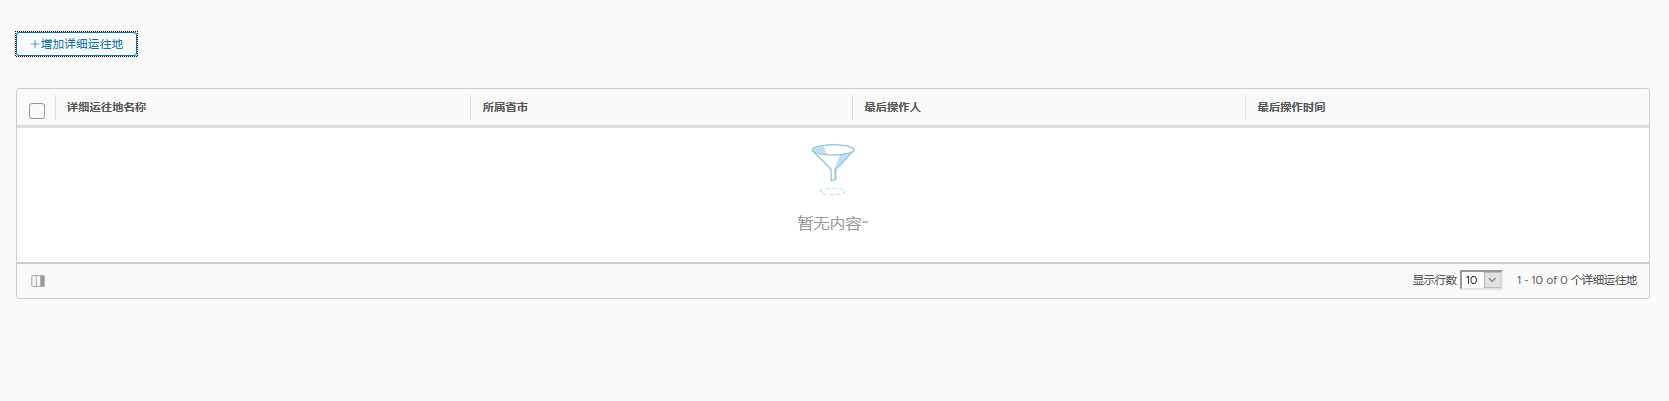 +增加详细运往地
详细运往地名称 所属首市 最后操作人 最后操作时间
暂无内容~
显示行数 10 1 - 10 of 0 个详细运往地